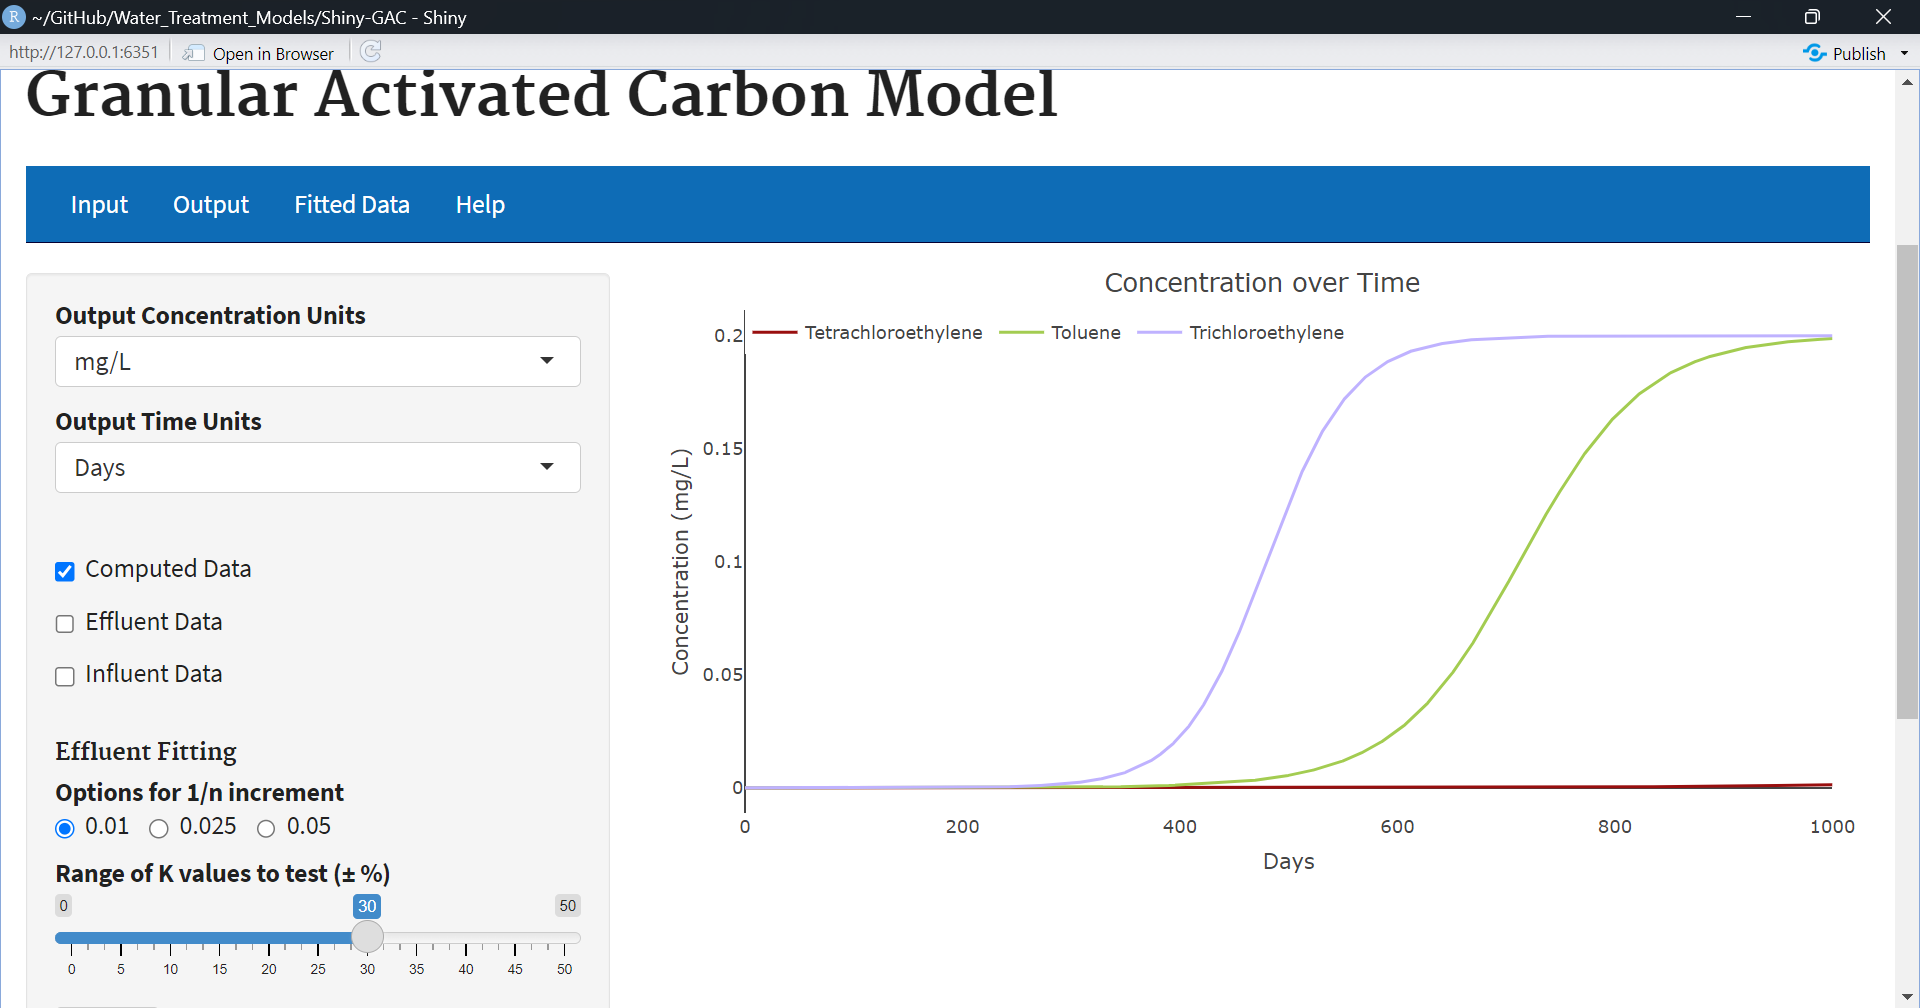 R ~/GitHub/Water_Treatment_Models/Shiny-GAC - Shiny
http://127.0.0.1:6351 Open in Browser Publish
Granular Activated Carbon Model
Input Output Fitted Data Help
Output Concentration Units
mg/L
Output Time Units
Days
Computed Data
Effluent Data
Influent Data
Effluent Fitting
Options for 1/n increment
0.01 0.025 0.05
Range of K values to test (± %)
0 30 50
0 5 10 15 20 25 30 35 40 45 50
Concentration over Time
Tetrachloroethylene Toluene Trichloroethylene
0.2
0.15
0.1
0.05
0
Concentration (mg/L)
0 200 400 600 800 1000
Days